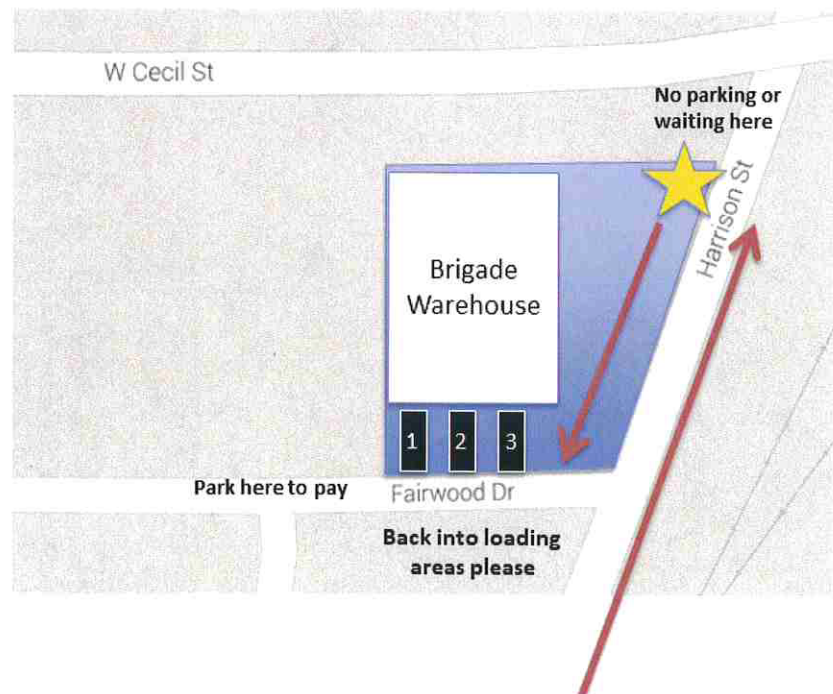 W Cecil St
No parking or
waiting here
Harrison St
Brigade
Warehouse
1
2
3
Park here to pay
Fairwood Dr
Back into loading
areas please